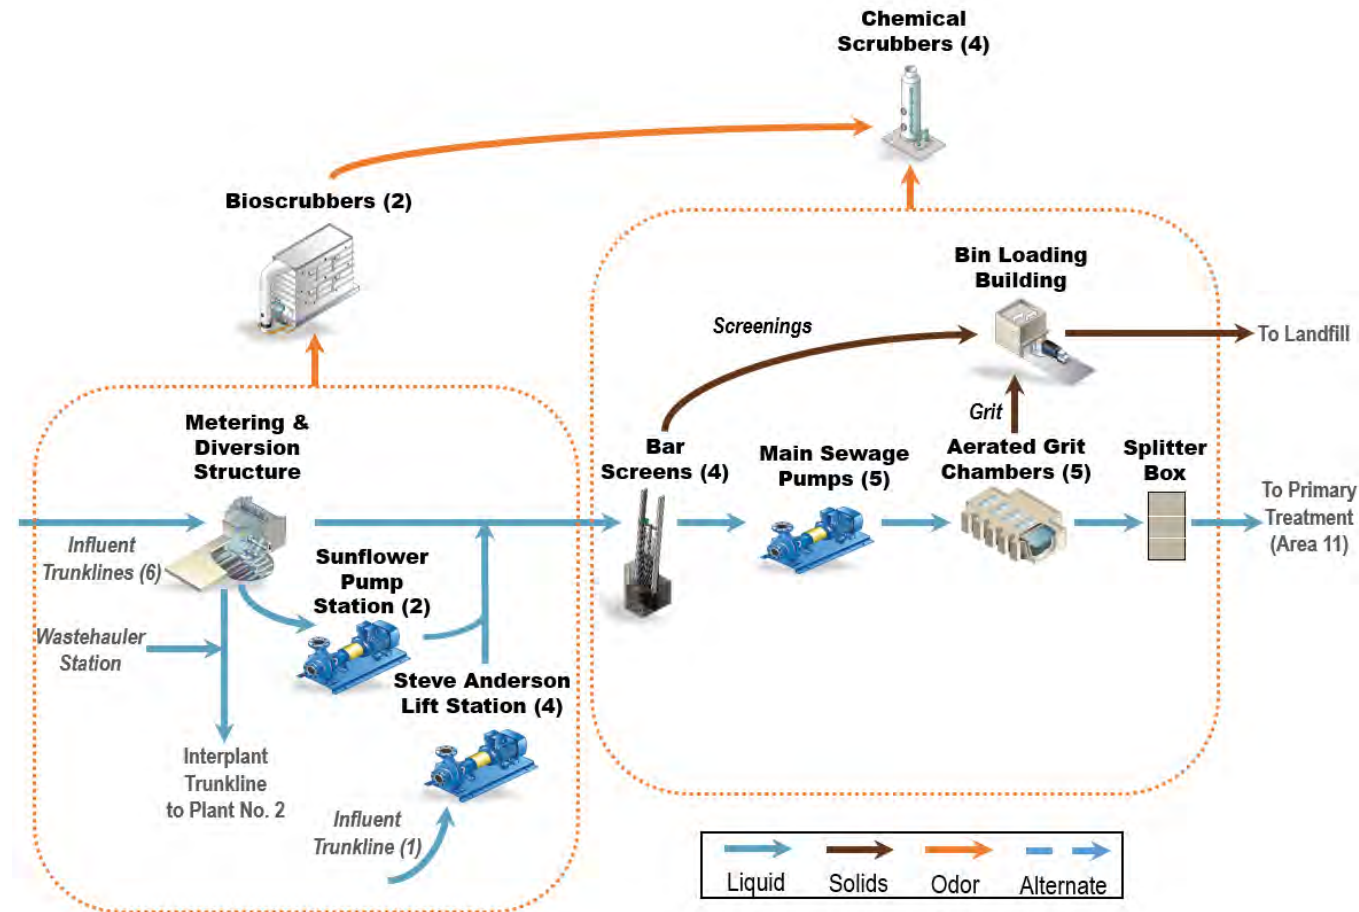 Chemical
Scrubbers (4)
Bioscrubbers (2)
Bin Loading
Building
Screenings
To Landfill
Grit
Metering &
Diversion
Structure
Bar
Screens (4)
Main Sewage
Pumps (5)
Aerated Grit
Chambers (5)
Splitter
Box
To Primary
Treatment
(Area 11)
Influent
Trunklines (6)
Sunflower
Pump
Station (2)
Wastehauler
Station
Steve Anderson
Lift Station (4)
Interplant
Trunkline
to Plant No. 2
Influent
Trunkline (1)
Liquid
Solids
Odor
Alternate